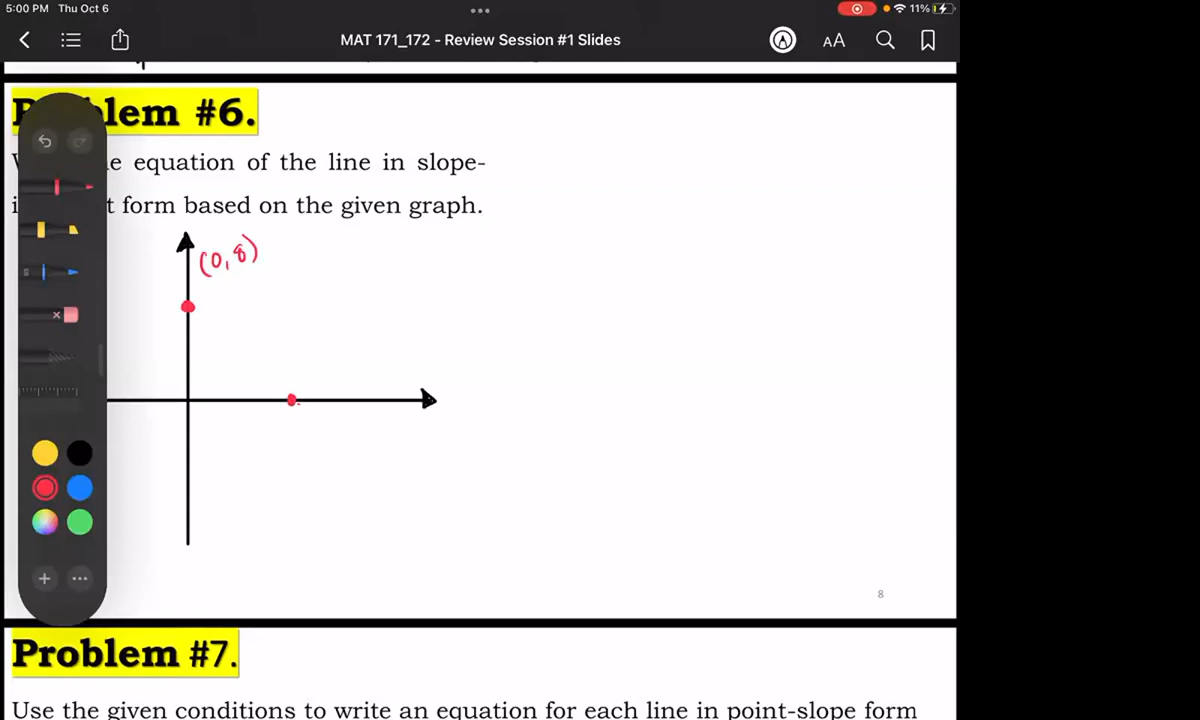 5:00 PM Thu Oct 6
11%
MAT 171_172 - Review Session #1 Slides
AA
lem #6.
equation of the line in slope-
form based on the given graph.
(0,8)
8
Problem #7.
Use the given conditions to write an equation for each line in point-slope form